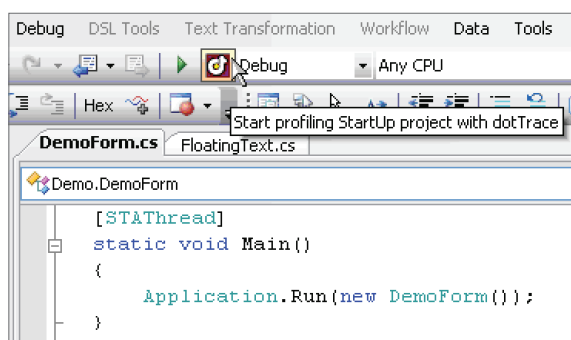 Debug DSL Tools Text Transformation Workflow Data Tools
Debug Any CPU
Hex
Start profiling StartUp project with dotTrace
DemoForm.cs FloatingText.cs
Demo.DemoForm
[STAThread]
static void Main()
{
Application.Run(new DemoForm());
}